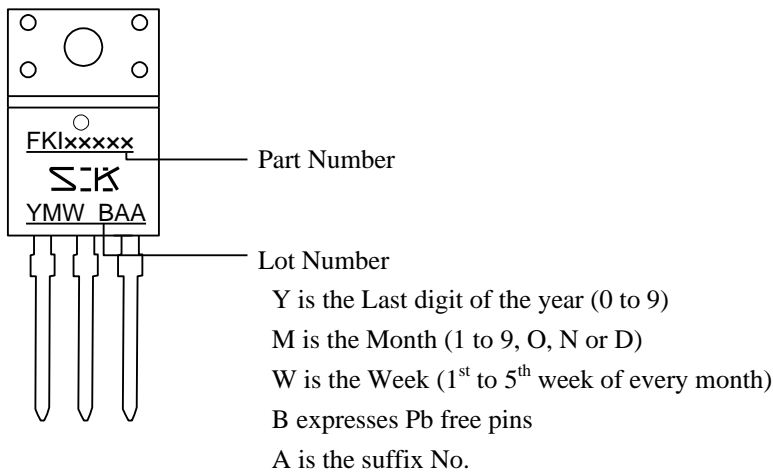 FKIxxxxx
Part Number
SK
YMW BAA
Lot Number
Y is the Last digit of the year (0 to 9)
M is the Month (1 to 9, O, N or D)
W is the Week (1st to 5th week of every month)
B expresses Pb free pins
A is the suffix No.